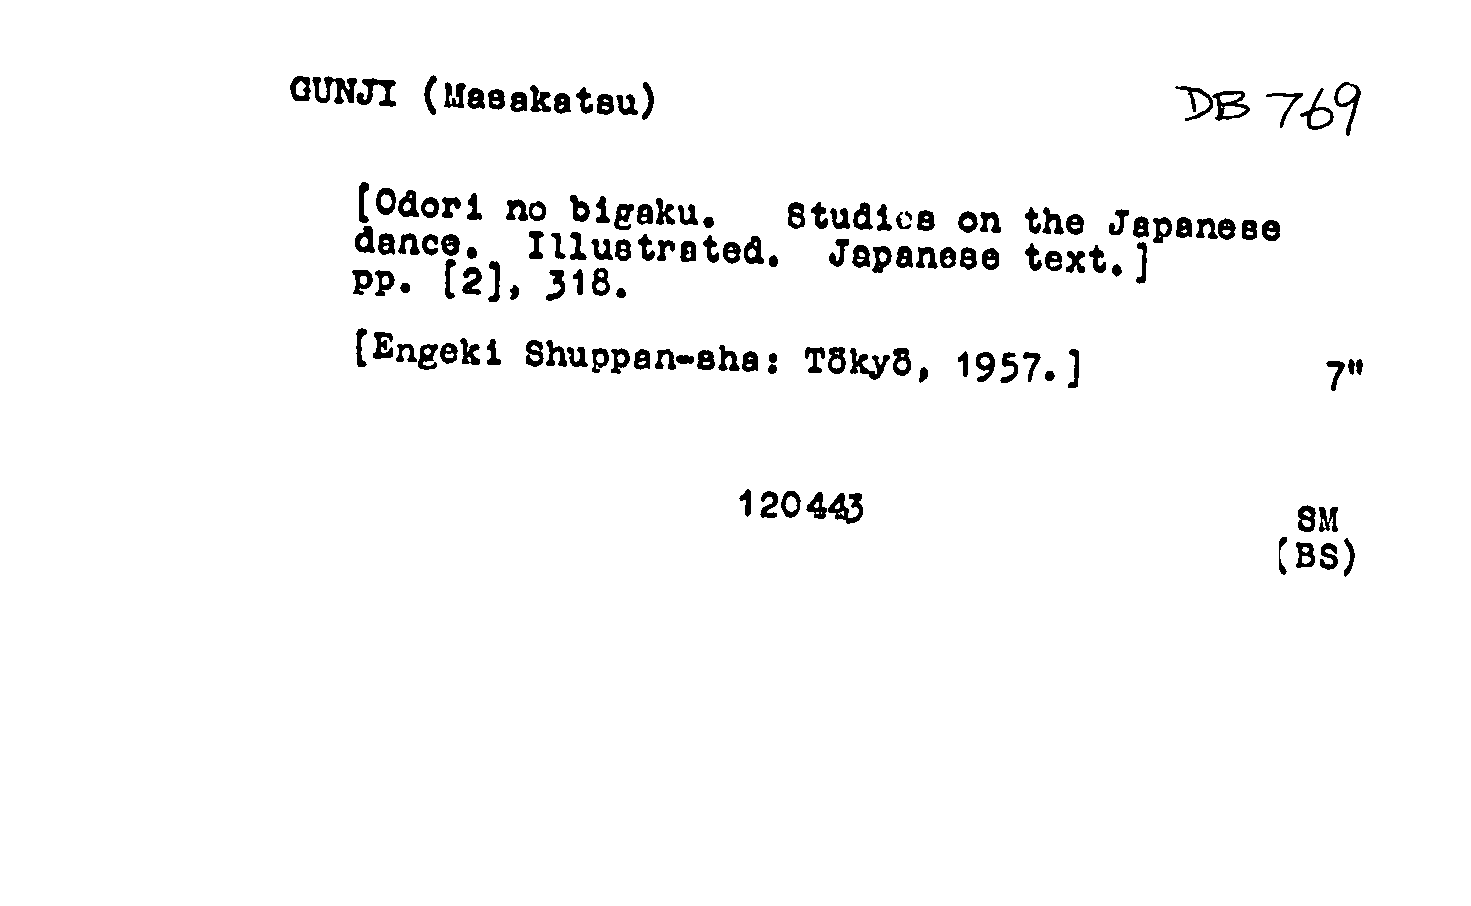 GUNJI (Masakatsu)
DB 769
[Odori no bigaku. Studies on the Japanese
dance. Illustrated. Japanese text.]
pp. [2], 318.
[Engeki Shuppan-sha: Tōkyō, 1957.]
7"
120443
SM
(BS)